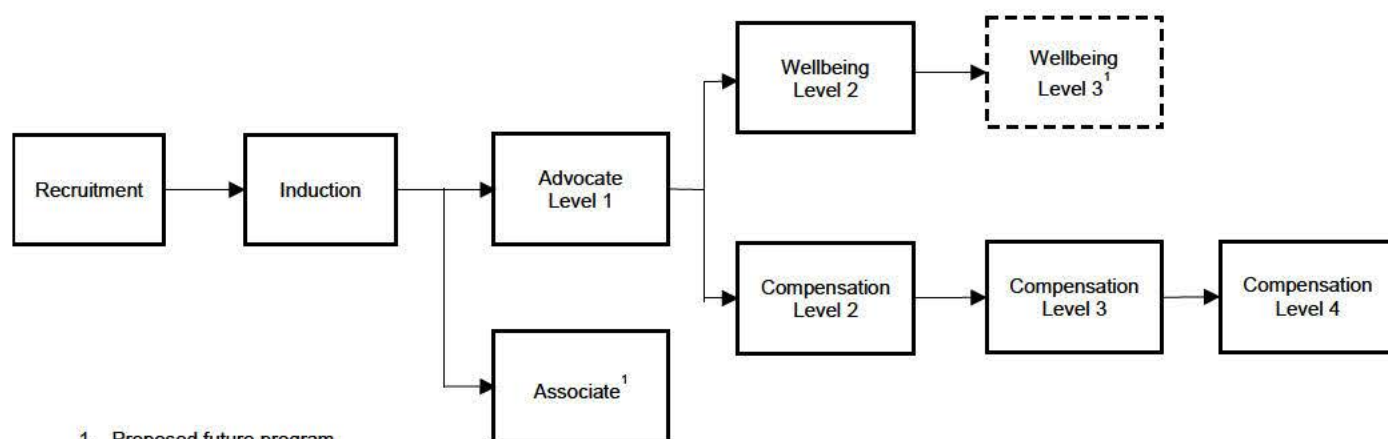 Wellbeing
Level 2
Wellbeing
Level 3¹
Recruitment
Induction
Advocate
Level 1
Compensation
Level 2
Compensation
Level 3
Compensation
Level 4
Associate¹
1 Proposed future program